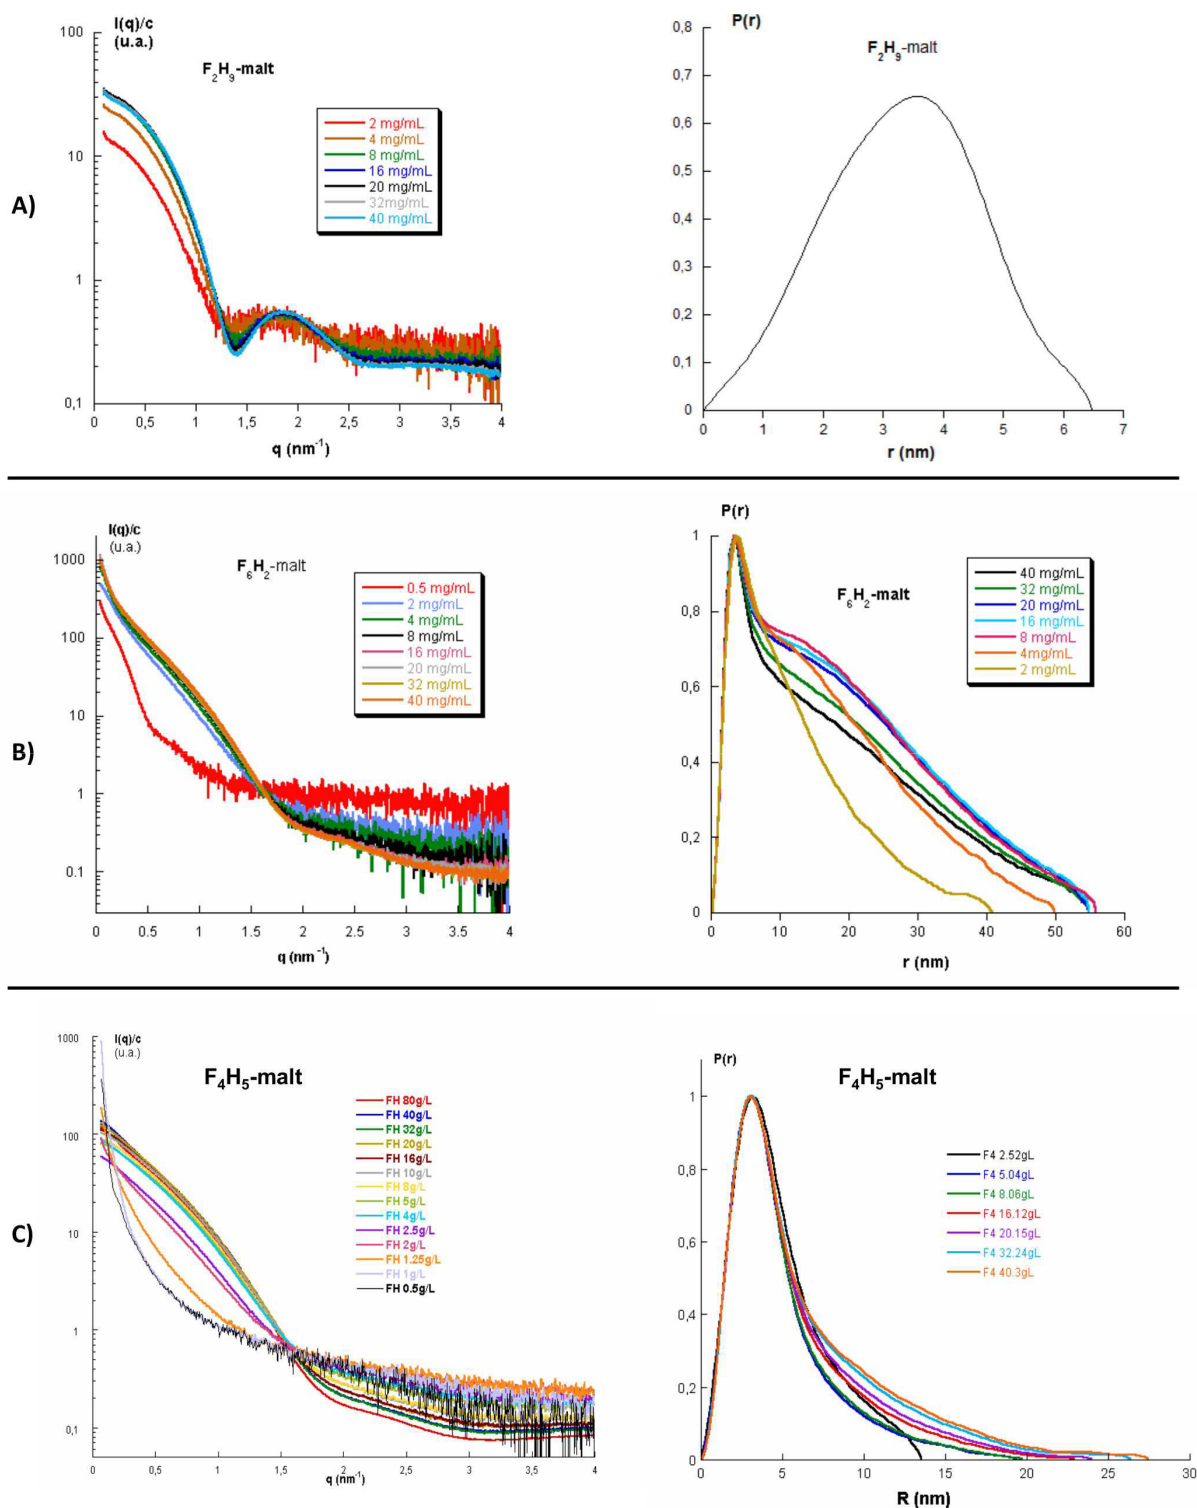 A)
I(q)/c
(u.a.)
F2H9-malt
100
10
1
0,1
2 mg/mL
4 mg/mL
8 mg/mL
16 mg/mL
20 mg/mL
32mg/mL
40 mg/mL
0 0,5 1 1,5 2 2,5 3 3,5 4
q (nm-1)
P(r)
F2H9-malt
0,8
0,7
0,6
0,5
0,4
0,3
0,2
0,1
0
0 1 2 3 4 5 6 7
r (nm)
B)
I(q)/c
(u.a.)
F6H2-malt
1000
100
10
1
0.1
0.5 mg/mL
2 mg/mL
4 mg/mL
8 mg/mL
16 mg/mL
20 mg/mL
32 mg/mL
40 mg/mL
0 0.5 1 1.5 2 2.5 3 3.5 4
q (nm-1)
P(r)
F6H2-malt
1
0,8
0,6
0,4
0,2
0
40 mg/mL
32 mg/mL
20 mg/mL
16 mg/mL
8 mg/mL
4mg/mL
2 mg/mL
0 10 20 30 40 50 60
r (nm)
C)
I(q)/c
(u.a.)
F4H5-malt
1000
100
10
1
0,1
FH 80g/L
FH 40g/L
FH 32g/L
FH 20g/L
FH 16g/L
FH 10g/L
FH 8g/L
FH 5g/L
FH 4g/L
FH 2.5g/L
FH 2g/L
FH 1.25g/L
FH 1g/L
FH 0.5g/L
0 0,5 1 1,5 2 2,5 3 3,5 4
q (nm-1)
P(r)
F4H5-malt
1
0,8
0,6
0,4
0,2
0
F4 2.52gL
F4 5.04gL
F4 8.06gL
F4 16.12gL
F4 20.15gL
F4 32.24gL
F4 40.3gL
0 5 10 15 20 25 30
R (nm)